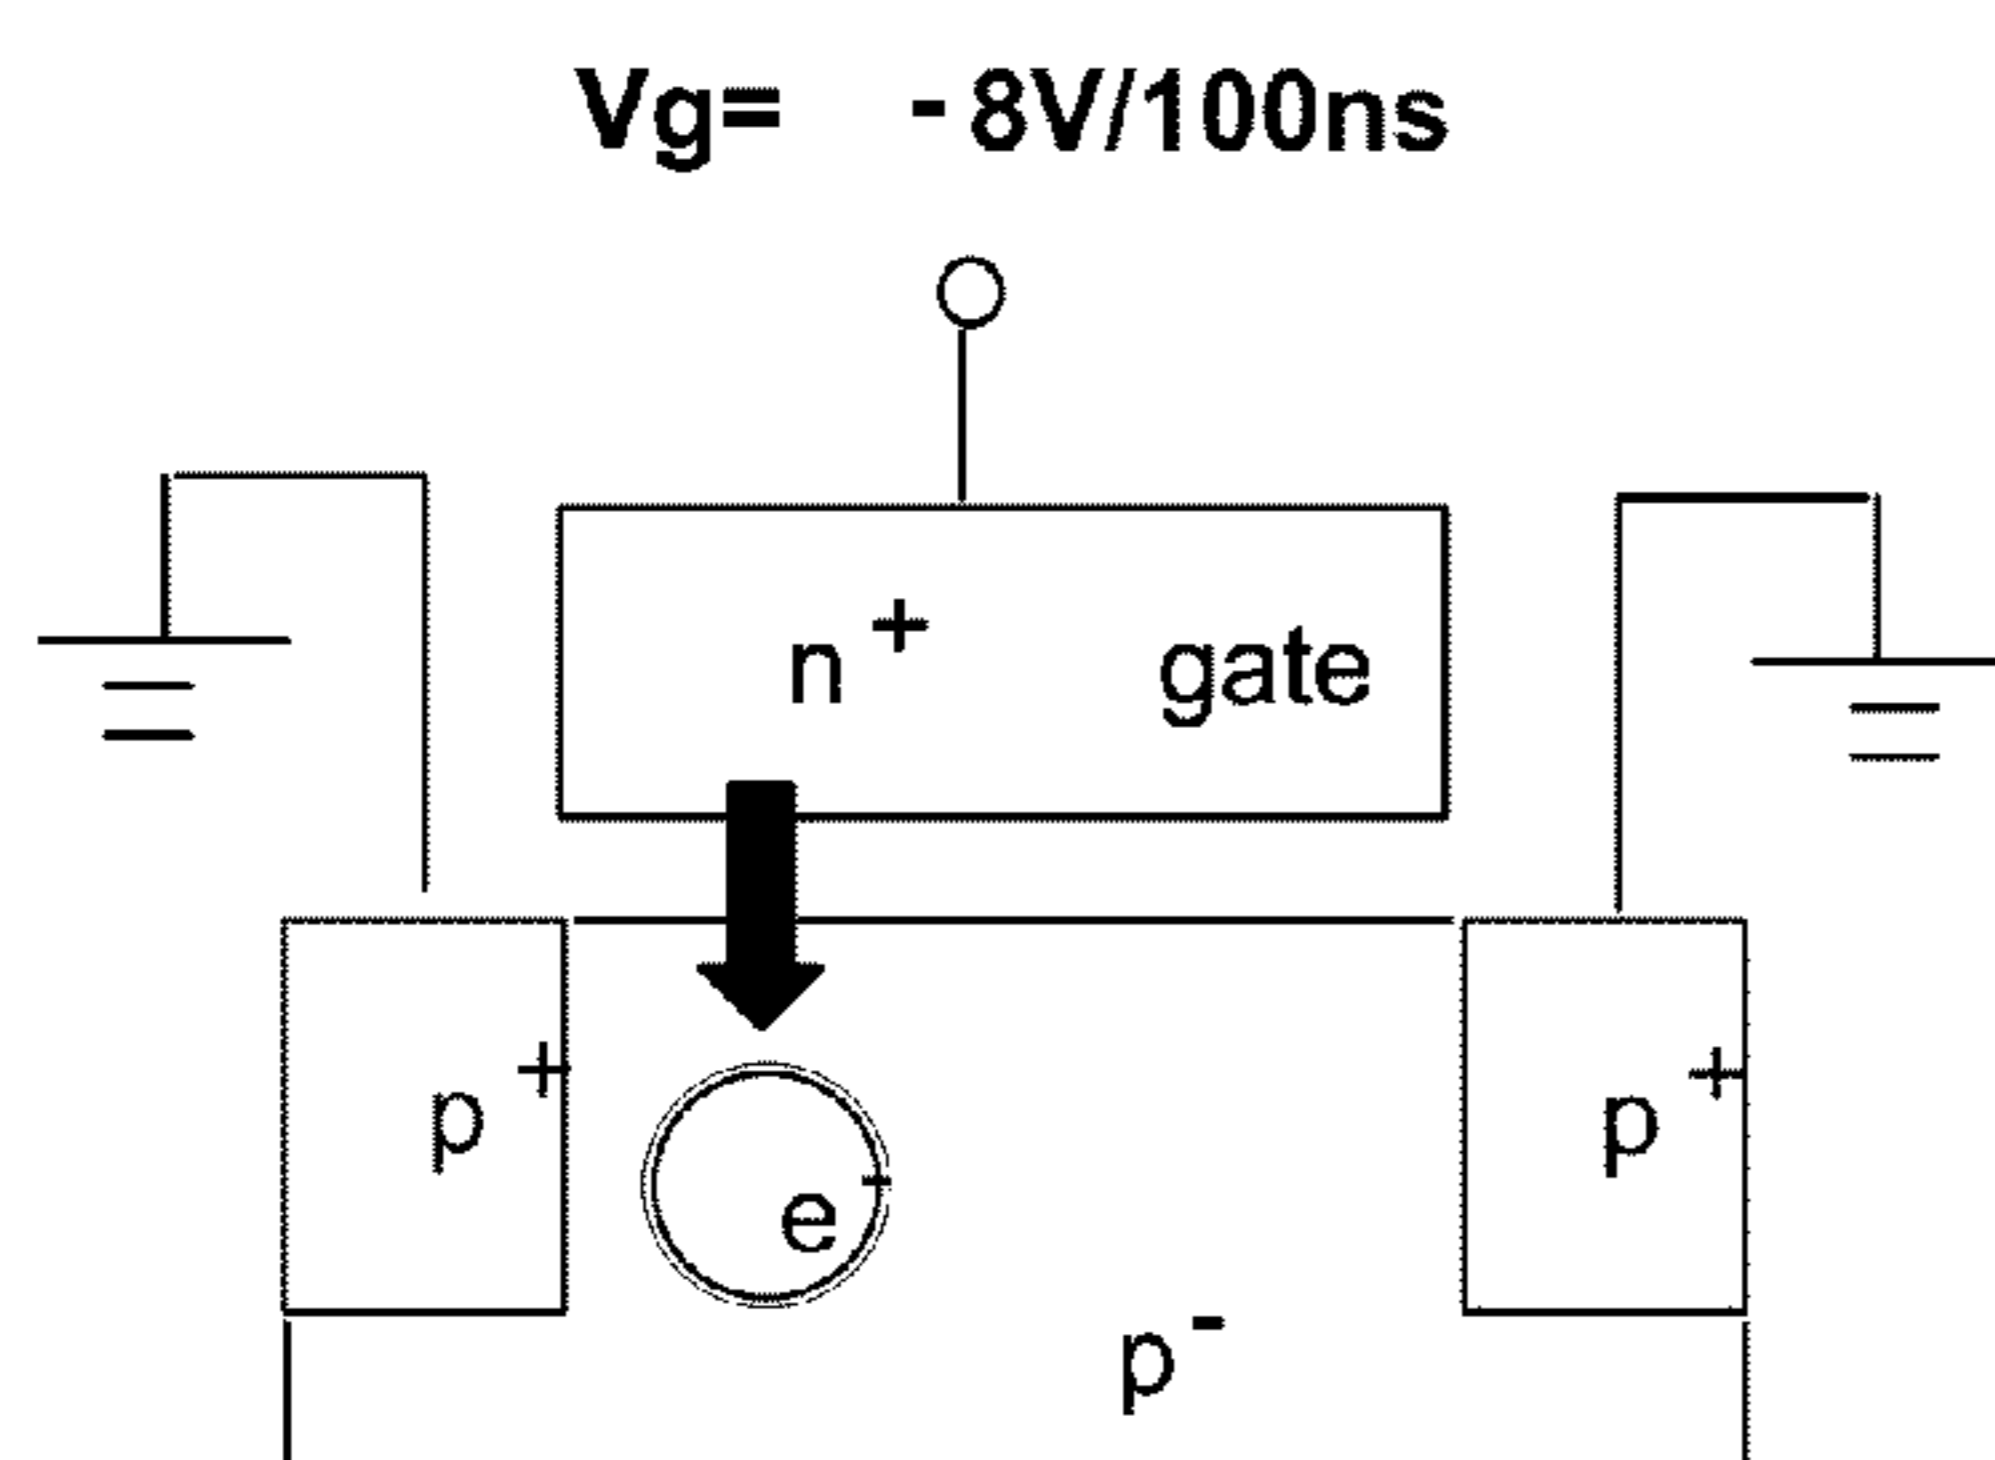 Vg= - 8V/100ns
n+ gate
p+
p+
e-
p-